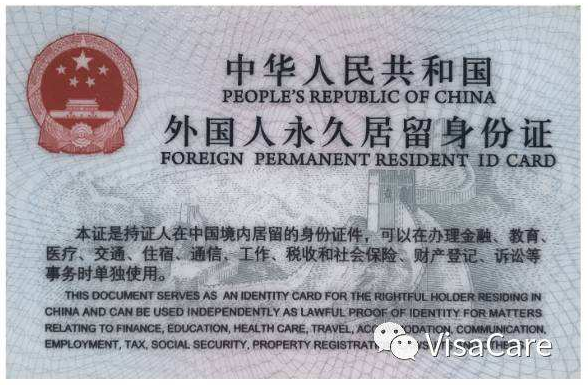 中华人民共和国
PEOPLE'S REPUBLIC OF CHINA
外国人永久居留身份证
FOREIGN PERMANENT RESIDENT ID CARD
本证是持证人在中国境内居留的身份证件，可以在办理金融、教育、
医疗、交通、住宿、通信、工作、税收和社会保险、财产登记、诉讼等
事务时单独使用。
THIS DOCUMENT SERVES AS AN IDENTITY CARD FOR THE RIGHTFUL HOLDER RESIDING IN
CHINA AND CAN BE USED INDEPENDENTLY AS LAWFUL PROOF OF IDENTITY FOR MATTERS
RELATING TO FINANCE, EDUCATION, HEALTH CARE, TRAVEL, COMMUNICATION,
EMPLOYMENT, TAX, SOCIAL SECURITY, PROPERTY
VisaCare